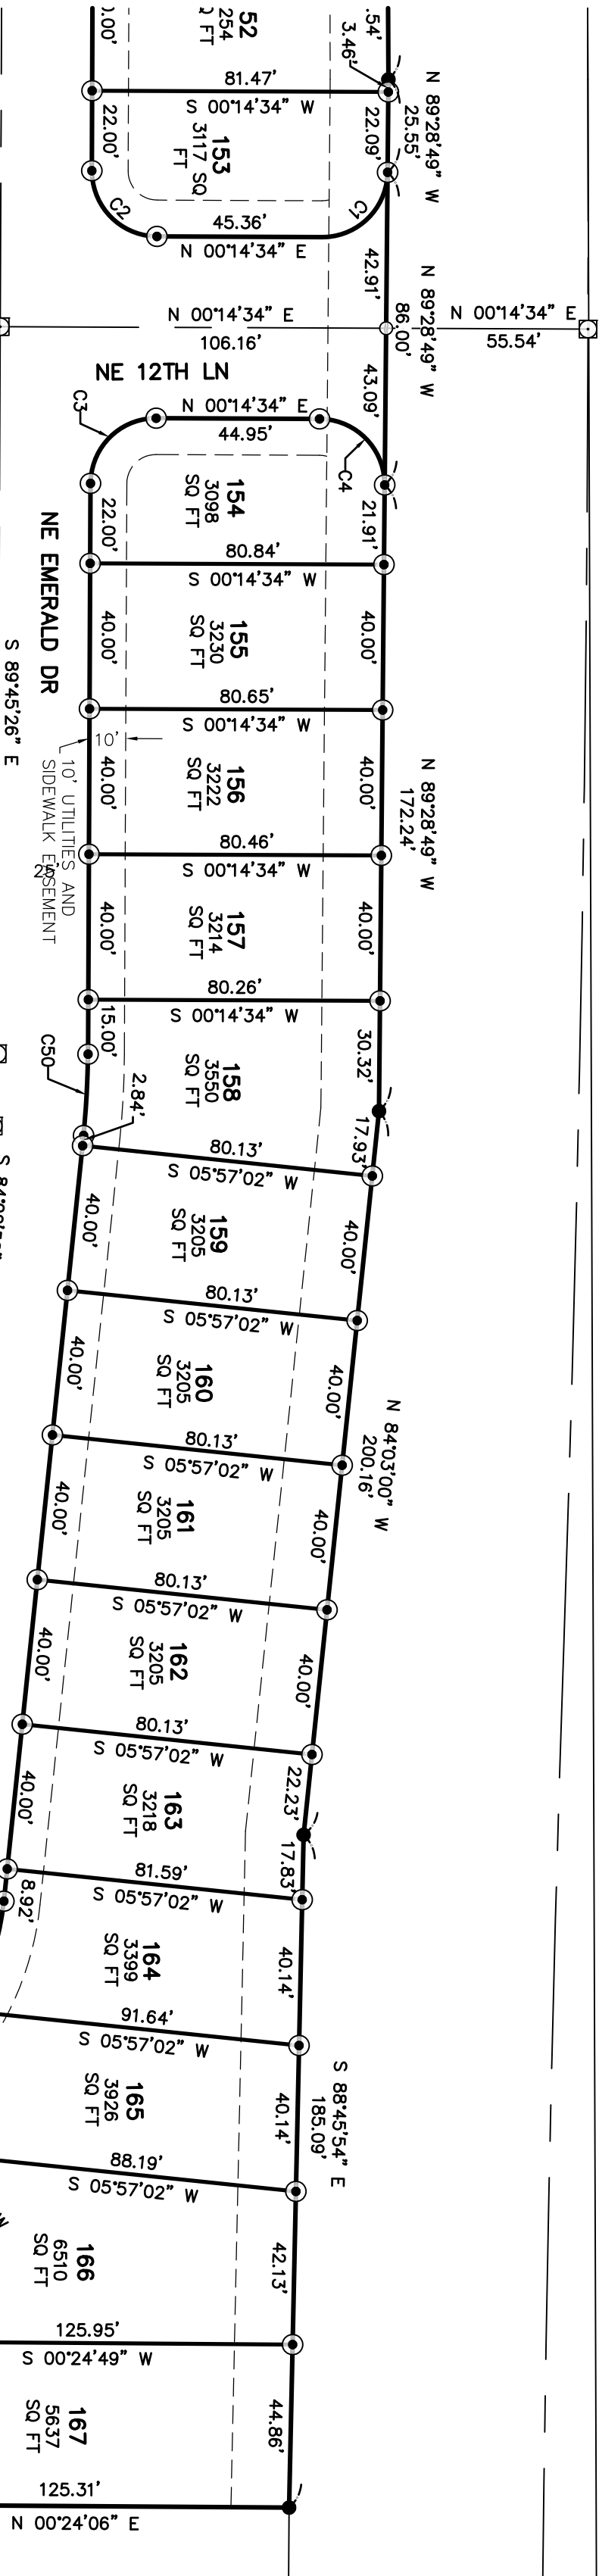 .54'
3.46'
N 89°28'49" W
25.55'
52
254
SQ FT
0.00'
81.47'
S 00°14'34" W
22.09'
153
3117 SQ
FT
22.00'
C1
C2
45.36'
N 00°14'34" E
42.91'
N 89°28'49" W
86.00'
N 00°14'34" E
55.54'
N 00°14'34" E
106.16'
43.09'
NE 12TH LN
N 00°14'34" E
44.95'
C3
C4
21.91'
154
3098
SQ FT
22.00'
NE EMERALD DR
80.84'
S 00°14'34" W
40.00'
155
3230
SQ FT
40.00'
S 89°45'26" E
80.65'
S 00°14'34" W
10'
10' UTILITIES AND
SIDEWALK EASEMENT
40.00'
156
3222
SQ FT
40.00'
N 89°28'49" W
172.24'
80.46'
S 00°14'34" W
40.00'
157
3214
SQ FT
40.00'
80.26'
S 00°14'34" W
30.32'
158
3550
SQ FT
15.00'
C50
2.84'
17.93'
80.13'
S 05°57'02" W
40.00'
159
3205
SQ FT
40.00'
80.13'
S 05°57'02" W
40.00'
160
3205
SQ FT
40.00'
N 84°03'00" W
200.16'
80.13'
S 05°57'02" W
40.00'
161
3205
SQ FT
40.00'
80.13'
S 05°57'02" W
40.00'
162
3205
SQ FT
40.00'
80.13'
S 05°57'02" W
22.23'
17.83'
163
3218
SQ FT
40.00'
81.59'
S 05°57'02" W
8.92'
40.14'
164
3399
SQ FT
91.64'
S 05°57'02" W
S 88°45'54" E
185.09'
40.14'
165
3926
SQ FT
88.19'
S 05°57'02" W
W
42.13'
166
6510
SQ FT
125.95'
S 00°24'49" W
44.86'
167
5637
SQ FT
125.31'
N 00°24'06" E